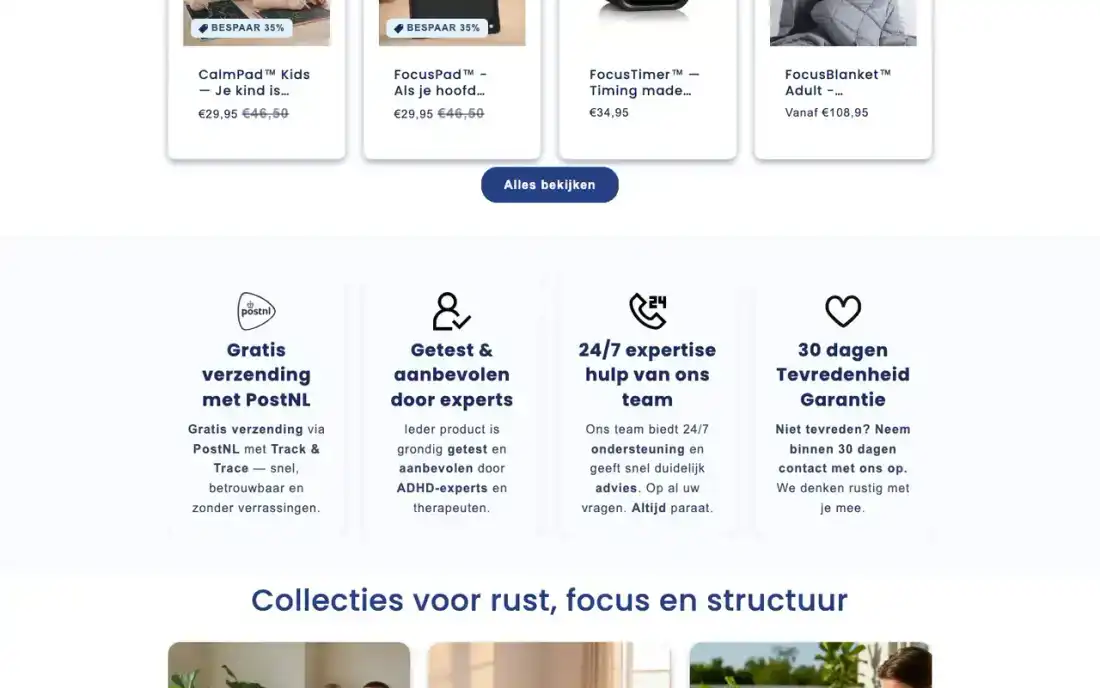 BESPAAR 35%
BESPAAR 35%
CalmPad™ Kids
— Je kind is…
€29,95 €46,50
FocusPad™ -
Als je hoofd…
€29,95 €46,50
FocusTimer™ —
Timing made…
€34,95
FocusBlanket™
Adult -…
Vanaf €108,95
Alles bekijken
postnl
Gratis
verzending
met PostNL
Gratis verzending via
PostNL met Track &
Trace — snel,
betrouwbaar en
zonder verrassingen.
Getest &
aanbevolen
door experts
Ieder product is
grondig getest en
aanbevolen door
ADHD-experts en
therapeuten.
24
24/7 expertise
hulp van ons
team
Ons team biedt 24/7
ondersteuning en
geeft snel duidelijk
advies. Op al uw
vragen. Altijd paraat.
30 dagen
Tevredenheid
Garantie
Niet tevreden? Neem
binnen 30 dagen
contact met ons op.
We denken rustig met
je mee.
Collecties voor rust, focus en structuur